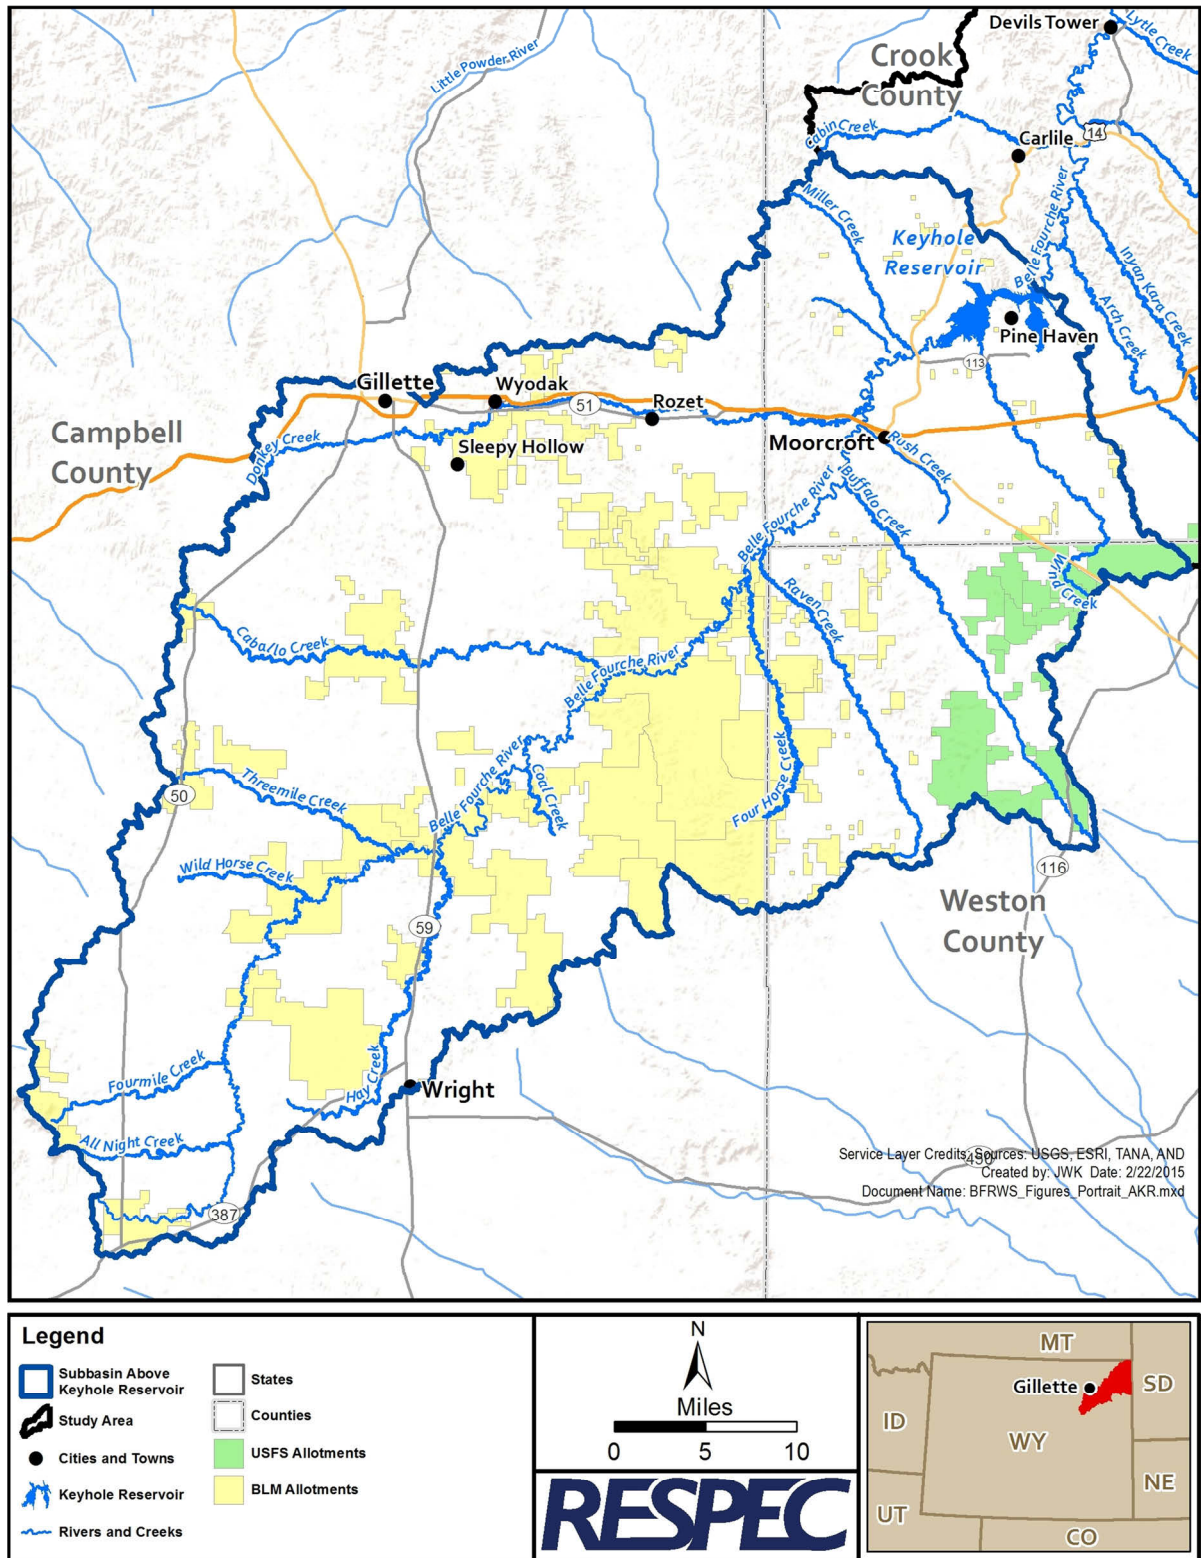 Devils Tower
Lytle Creek
Crook
County
Little Powder River
Cabin Creek
Carlile
14
Miller Creek
Keyhole
Reservoir
Belle Fourche River
Inyan Kara Creek
Arch Creek
Pine Haven
113
Gillette
Wyodak
51
Rozet
Campbell
County
Donkey Creek
Sleepy Hollow
Moorcroft
Rush Creek
Buffalo Creek
Belle Fourche River
Wind Creek
Raven Creek
Caballo Creek
Belle Fourche River
50
Threemile Creek
Belle Fourche River
Coal Creek
Four Horse Creek
Wild Horse Creek
116
Weston
County
59
Fourmile Creek
Hay Creek
Wright
All Night Creek
450
Service Layer Credits: Sources: USGS, ESRI, TANA, AND
Created by: JWK Date: 2/22/2015
Document Name: BFRWS_Figures_Portrait_AKR.mxd
387
Legend
Subbasin Above
Keyhole Reservoir
Study Area
Cities and Towns
Keyhole Reservoir
Rivers and Creeks
States
Counties
USFS Allotments
BLM Allotments
N
Miles
0 5 10
RESPEC
MT
Gillette
SD
ID
WY
NE
UT
CO